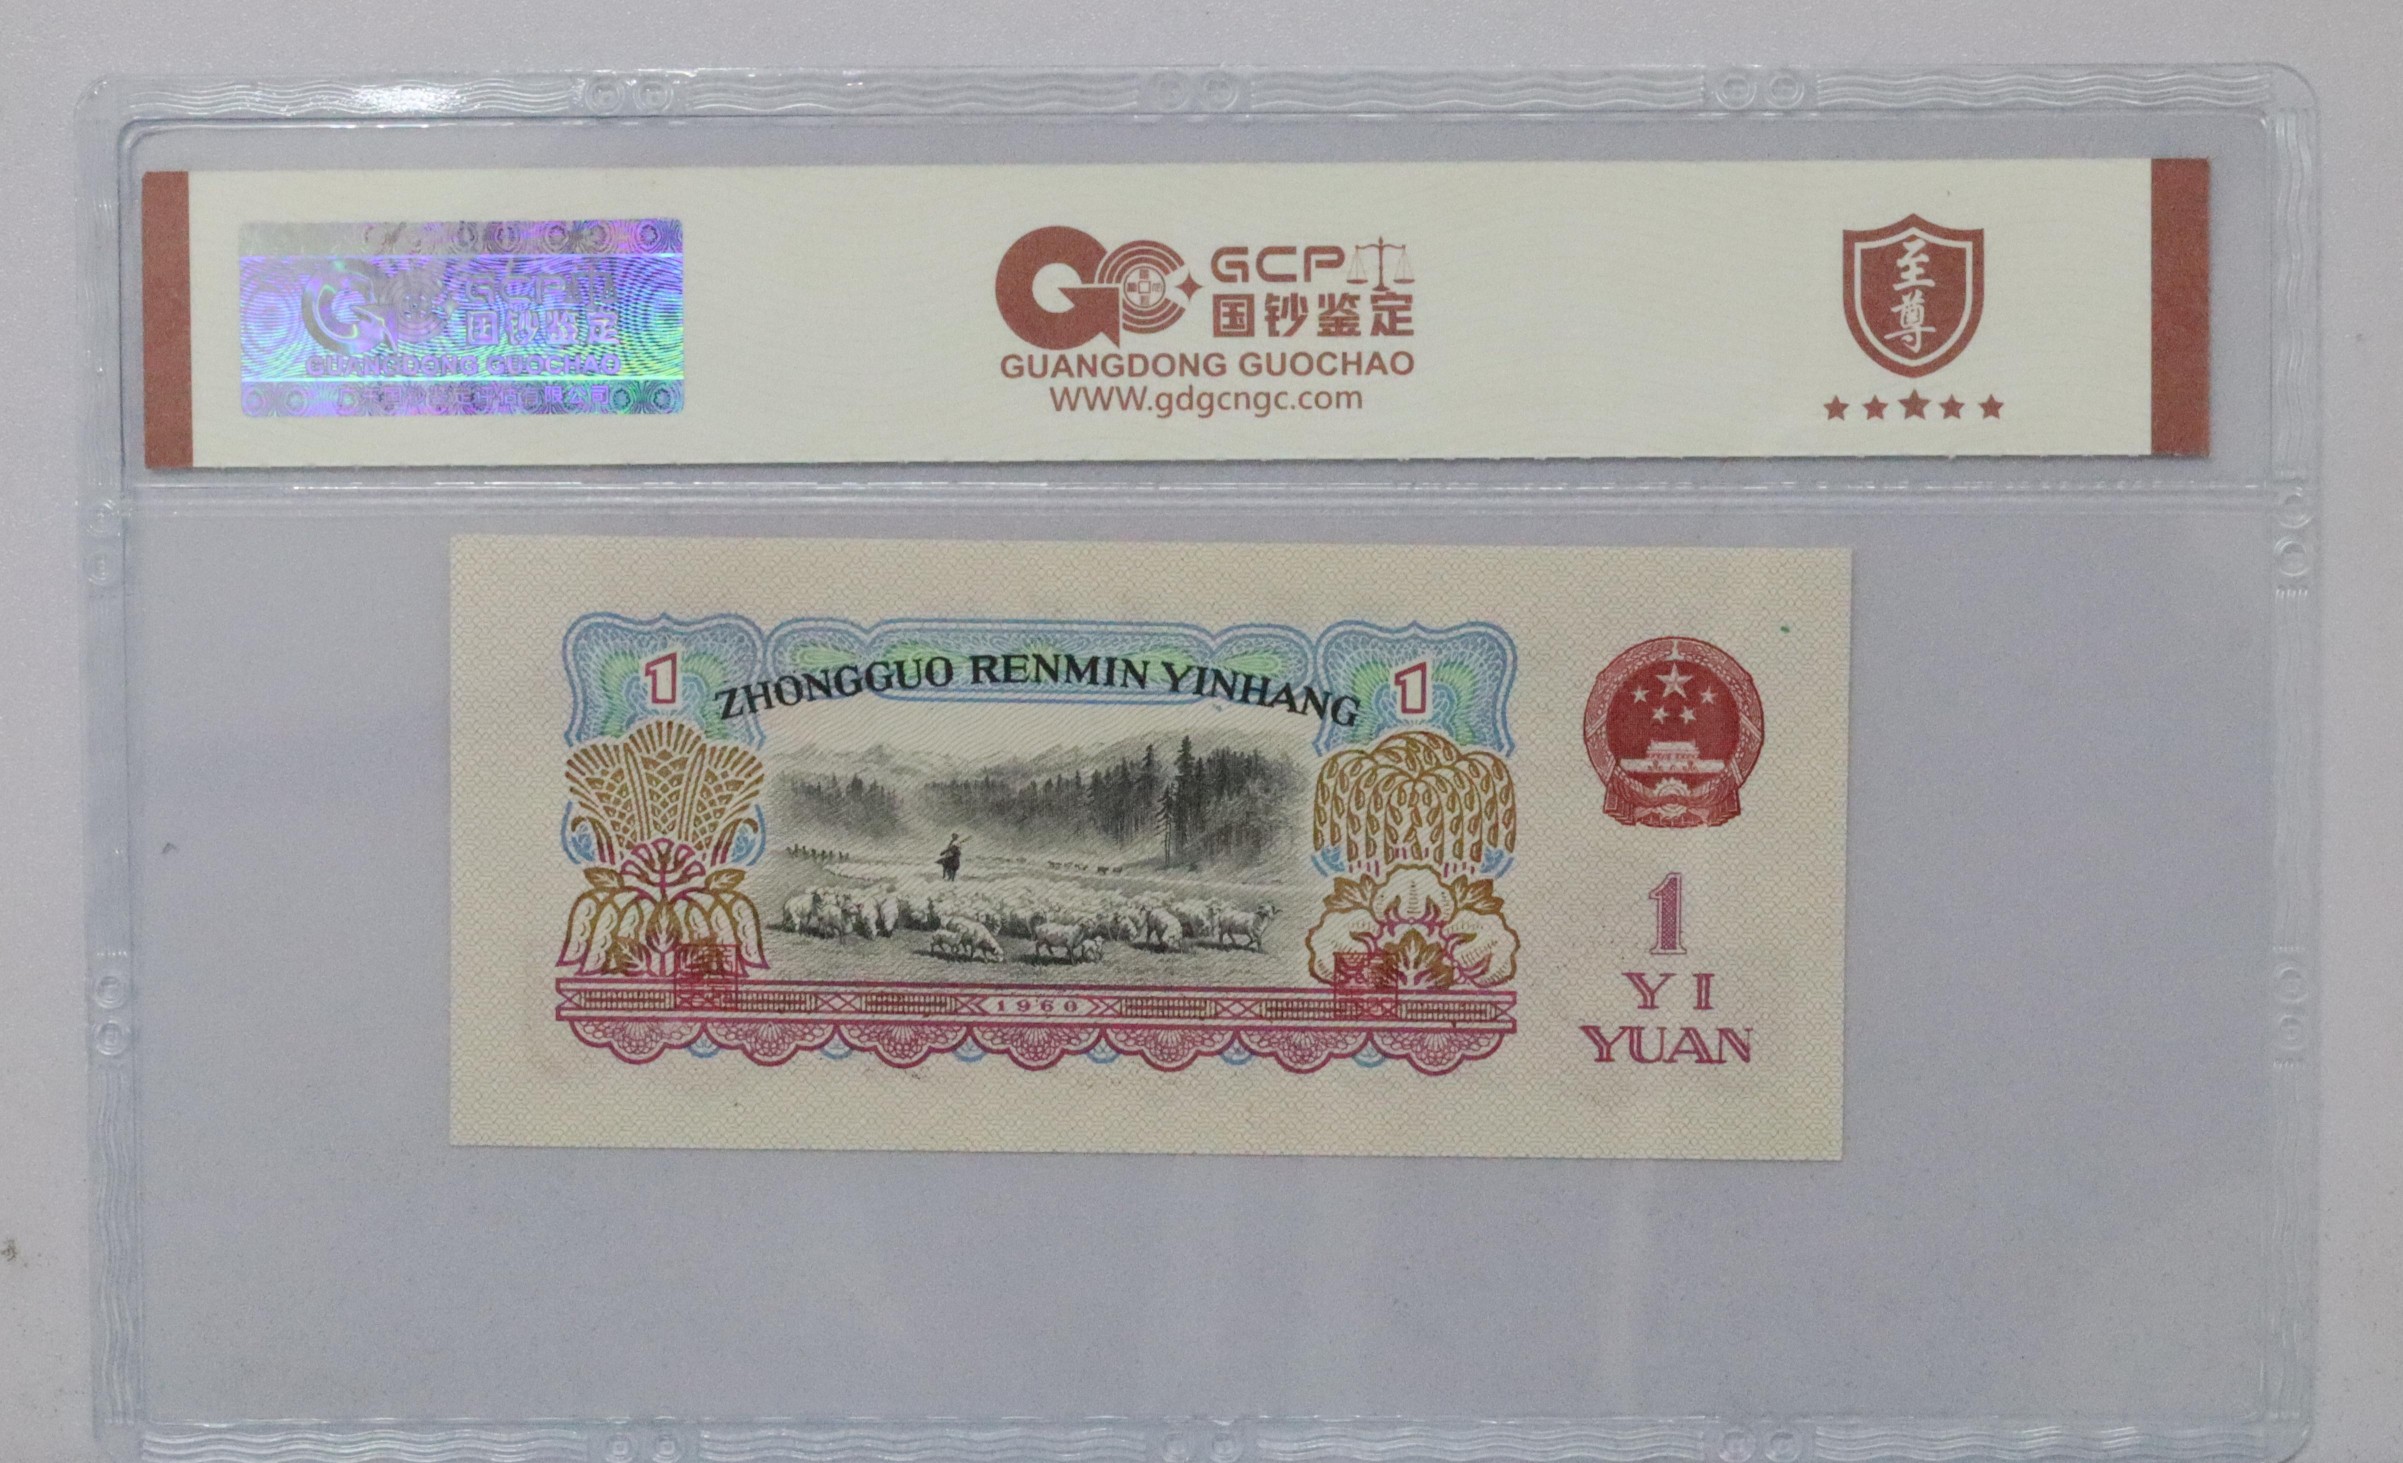 GCP
国钞鉴定
GUANGDONG GUOCHAO
GCP
国钞鉴定
GUANGDONG GUOCHAO
WWW.gdgcngc.com
至
尊
1
ZHONGGUO RENMIN YINHANG
1
1960
1
YI
YUAN